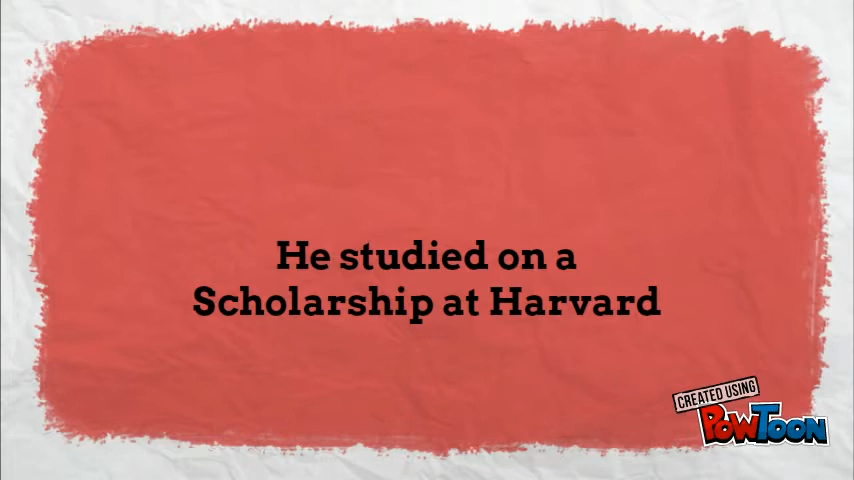 He studied on a
Scholarship at Harvard
CREATED USING
POWTOON